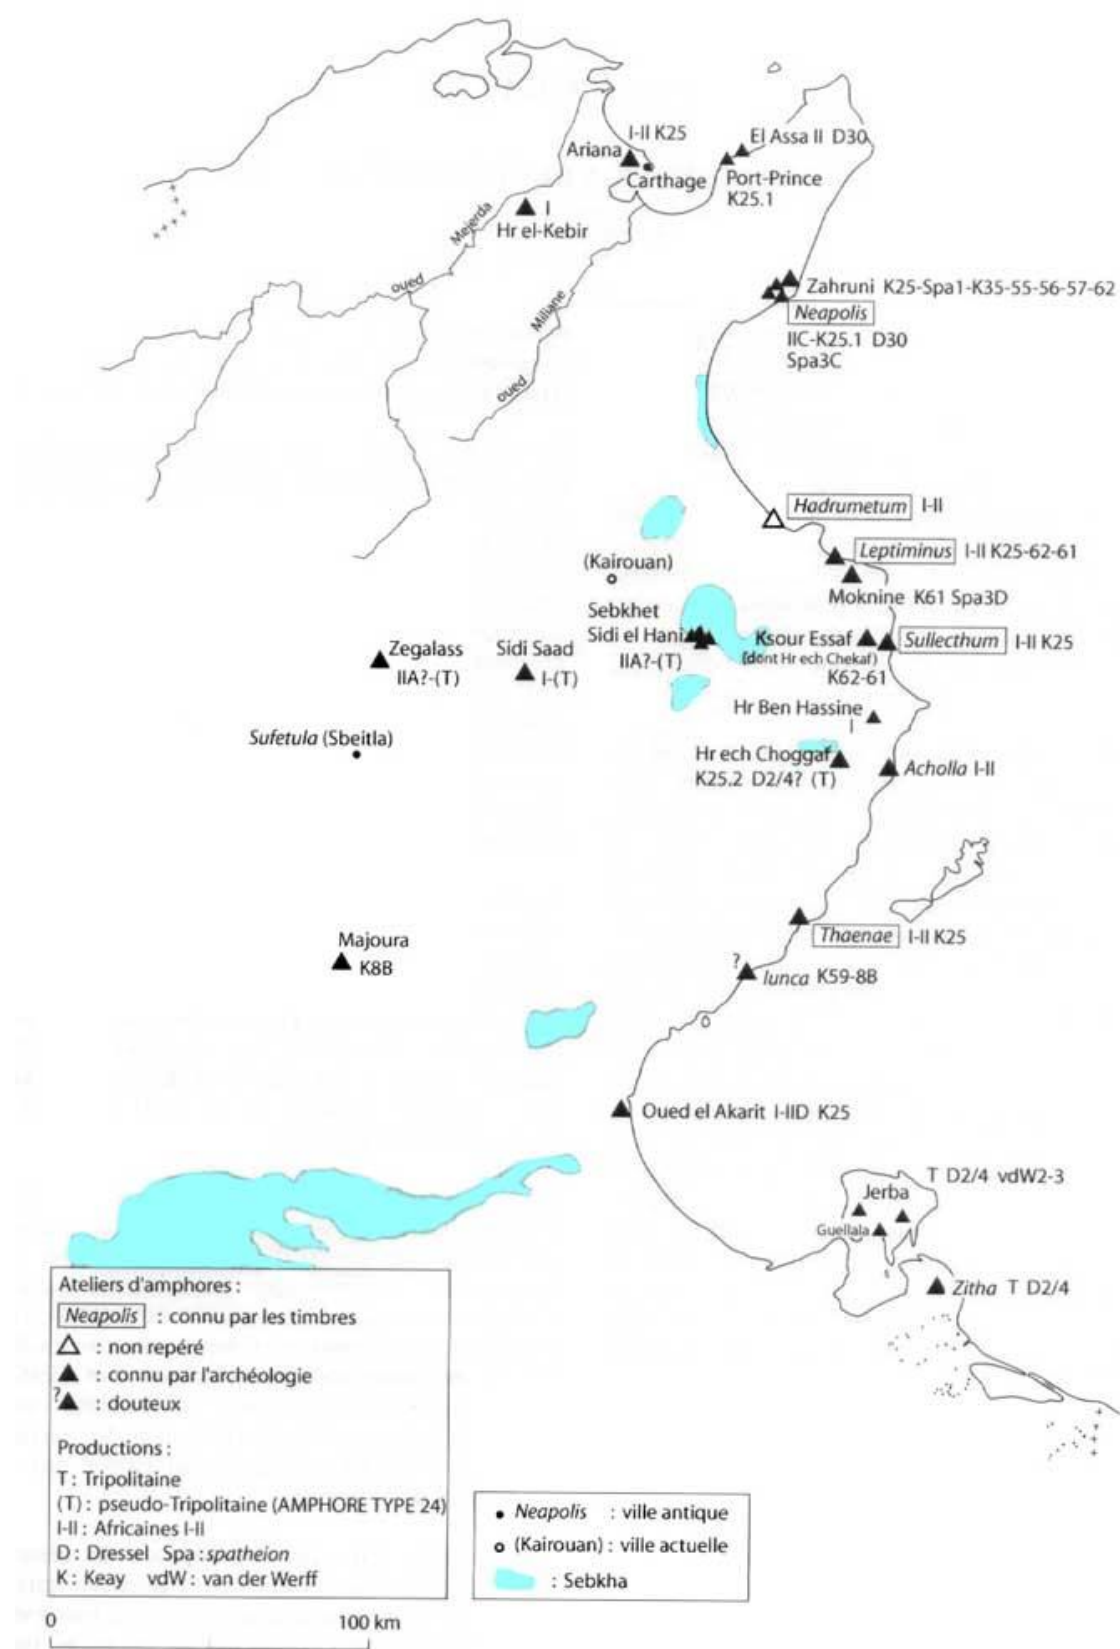 I-II K25
Ariana
Carthage
El Assa II D30
Port-Prince
K25.1
I
Hr el-Kebir
Mejerda
oued
Miliane
oued
Zahruni K25-Spa1-K35-55-56-57-62
Neapolis
IIC-K25.1 D30
Spa3C
Hadrumetum I-II
Leptiminus I-II K25-62-61
Moknine K61 Spa3D
(Kairouan)
Sebkhet
Sidi el Hani
IIA?-(T)
Ksour Essaf
(dont Hr ech Chekaf)
K62-61
Sullecthum I-II K25
Zegalass
IIA?-(T)
Sidi Saad
I-(T)
Hr Ben Hassine
I
Sufetula (Sbeitla)
Hr ech Choggaf
K25.2 D2/4? (T)
Acholla I-II
Thaenae I-II K25
Majoura
K8B
?
Iunca K59-8B
Oued el Akarit I-IID K25
T D2/4 vdW2-3
Jerba
Guellala
Zitha T D2/4
Ateliers d'amphores :
Neapolis : connu par les timbres
: non repéré
: connu par l'archéologie
? : douteux
Productions :
T : Tripolitaine
(T) : pseudo-Tripolitaine (AMPHORE TYPE 24)
I-II : Africaines I-II
D : Dressel Spa : spatheion
K : Keay vdW : van der Werff
Neapolis : ville antique
(Kairouan) : ville actuelle
: Sebkha
0 100 km